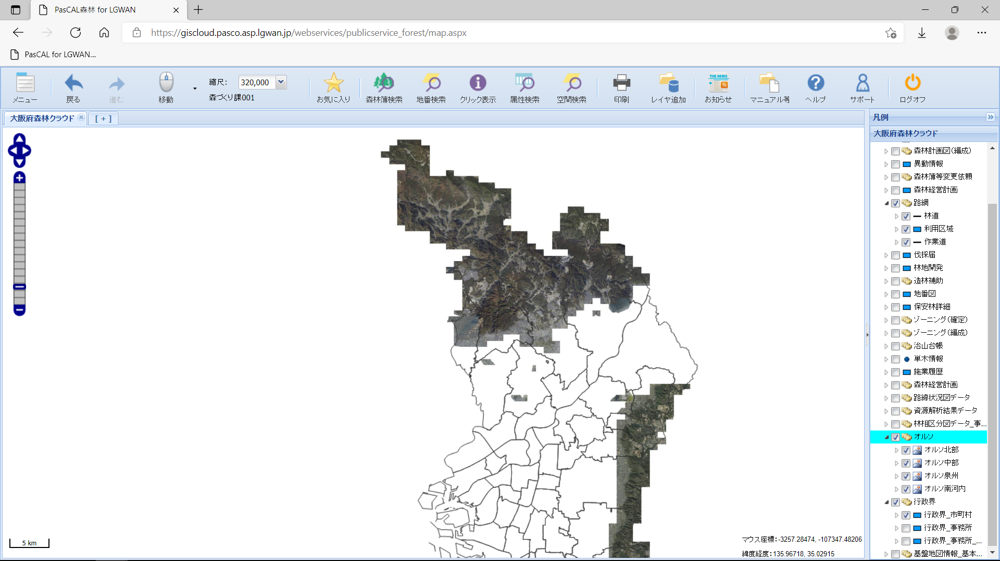 PasCAL森林 for LGWAN
https://giscloud.pasco.asp.lgwan.jp/webservices/publicservice_forest/map.aspx
PasCAL for LGWAN...
メニュー
戻る
進む
移動
縮尺:
320,000
森づくり課001
お気に入り
森林簿検索
地番検索
クリック表示
属性検索
空間検索
印刷
レイヤ追加
THE NEWS
お知らせ
マニュアル等
ヘルプ
サポート
ログオフ
大阪府森林クラウド
[ + ]
凡例
大阪府森林クラウド
森林計画図(編成)
異動情報
森林簿等変更依頼
森林経営計画
路網
林道
利用区域
作業道
伐採届
林地開発
造林補助
地番図
保安林詳細
ゾーニング(確定)
ゾーニング(編成)
治山台帳
単木情報
施業履歴
森林経営計画
路線状況図データ
資源解析結果データ
林相区分図データ_事...
オルソ
オルソ北部
オルソ中部
オルソ泉州
オルソ南河内
行政界
行政界_市町村
行政界_事務所
行政界_事務所_...
基盤地図情報_基本...
5 km
マウス座標:-3257.28474, -107347.48206
緯度経度:135.96718, 35.02915